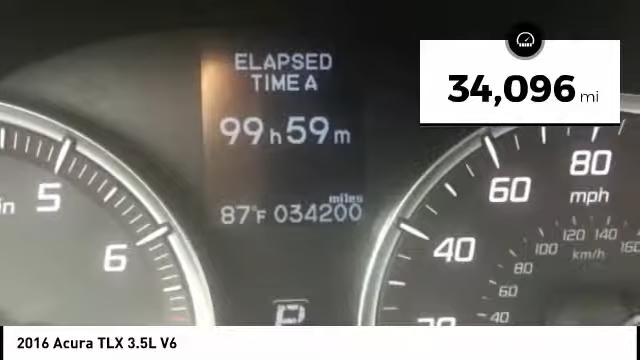 ELAPSED
TIME A
99h59m
miles
87°F 034200
34,096 mi
5
6
P
40
60
80
mph
40
60
80
100
120
140
160
km/h
2016 Acura TLX 3.5L V6